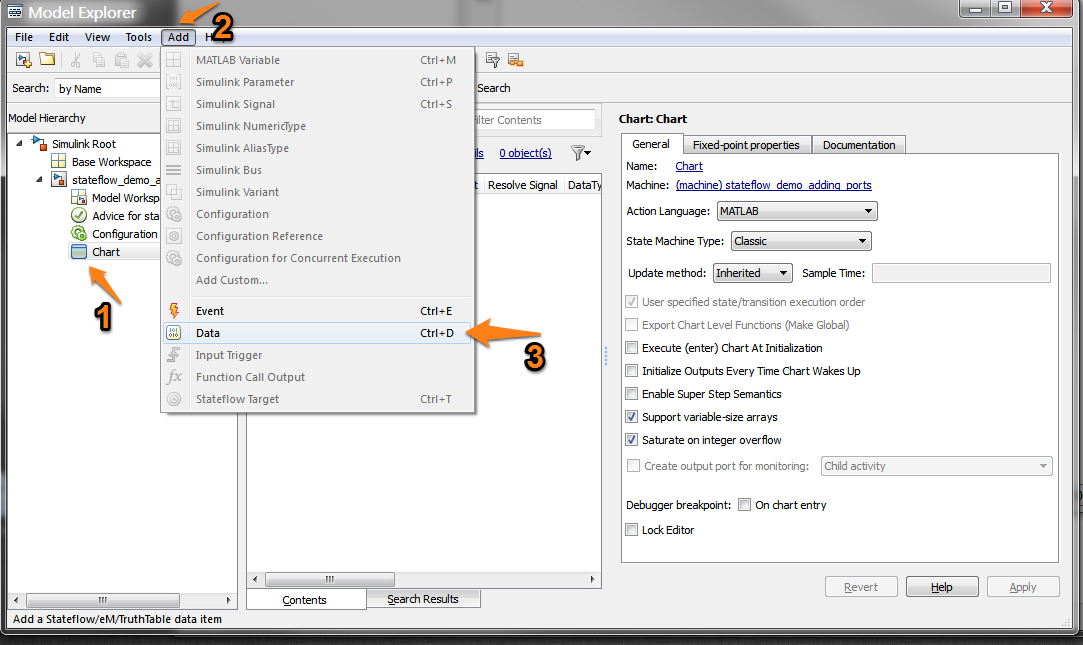 Model Explorer
File Edit View Tools Add
2
Search: by Name
Search
Model Hierarchy
Simulink Root
Base Workspace
stateflow_demo_a
Model Worksp
Advice for sta
Configuration
Chart
1
MATLAB Variable Ctrl+M
Simulink Parameter Ctrl+P
Simulink Signal Ctrl+S
Simulink NumericType
Simulink AliasType
Simulink Bus
Simulink Variant
Configuration
Configuration Reference
Configuration for Concurrent Execution
Add Custom...
Event Ctrl+E
Data Ctrl+D
3
Input Trigger
Function Call Output
Stateflow Target Ctrl+T
ilter Contents
ils 0 object(s)
t Resolve Signal DataTy
Contents Search Results
Chart: Chart
General Fixed-point properties Documentation
Name: Chart
Machine: (machine) stateflow_demo_adding_ports
Action Language: MATLAB
State Machine Type: Classic
Update method: Inherited Sample Time:
User specified state/transition execution order
Export Chart Level Functions (Make Global)
Execute (enter) Chart At Initialization
Initialize Outputs Every Time Chart Wakes Up
Enable Super Step Semantics
Support variable-size arrays
Saturate on integer overflow
Create output port for monitoring: Child activity
Debugger breakpoint: On chart entry
Lock Editor
Revert Help Apply
Add a Stateflow/eM/TruthTable data item